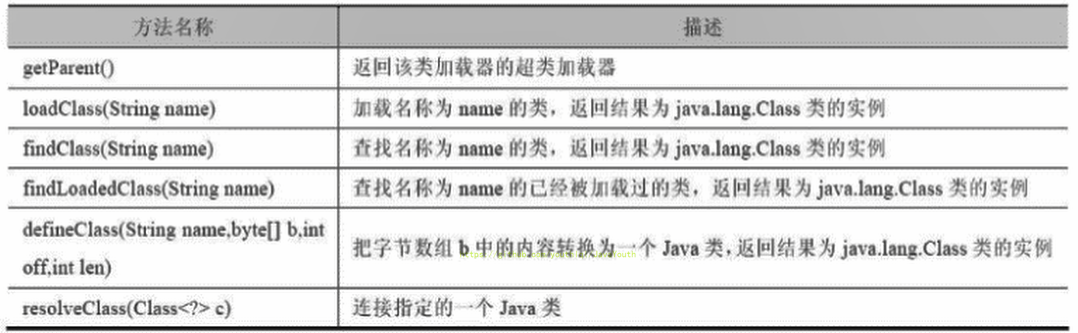 方法名称 描述
getParent() 返回该类加载器的超类加载器
loadClass(String name) 加载名称为 name 的类，返回结果为 java.lang.Class 类的实例
findClass(String name) 查找名称为 name 的类，返回结果为 java.lang.Class 类的实例
findLoadedClass(String name) 查找名称为 name 的已经被加载过的类，返回结果为 java.lang.Class 类的实例
defineClass(String name,byte[] b,int
off,int len) 把字节数组 b 中的内容转换为一个 Java 类,返回结果为 java.lang.Class 类的实例
resolveClass(Class<?> c) 连接指定的一个 Java 类